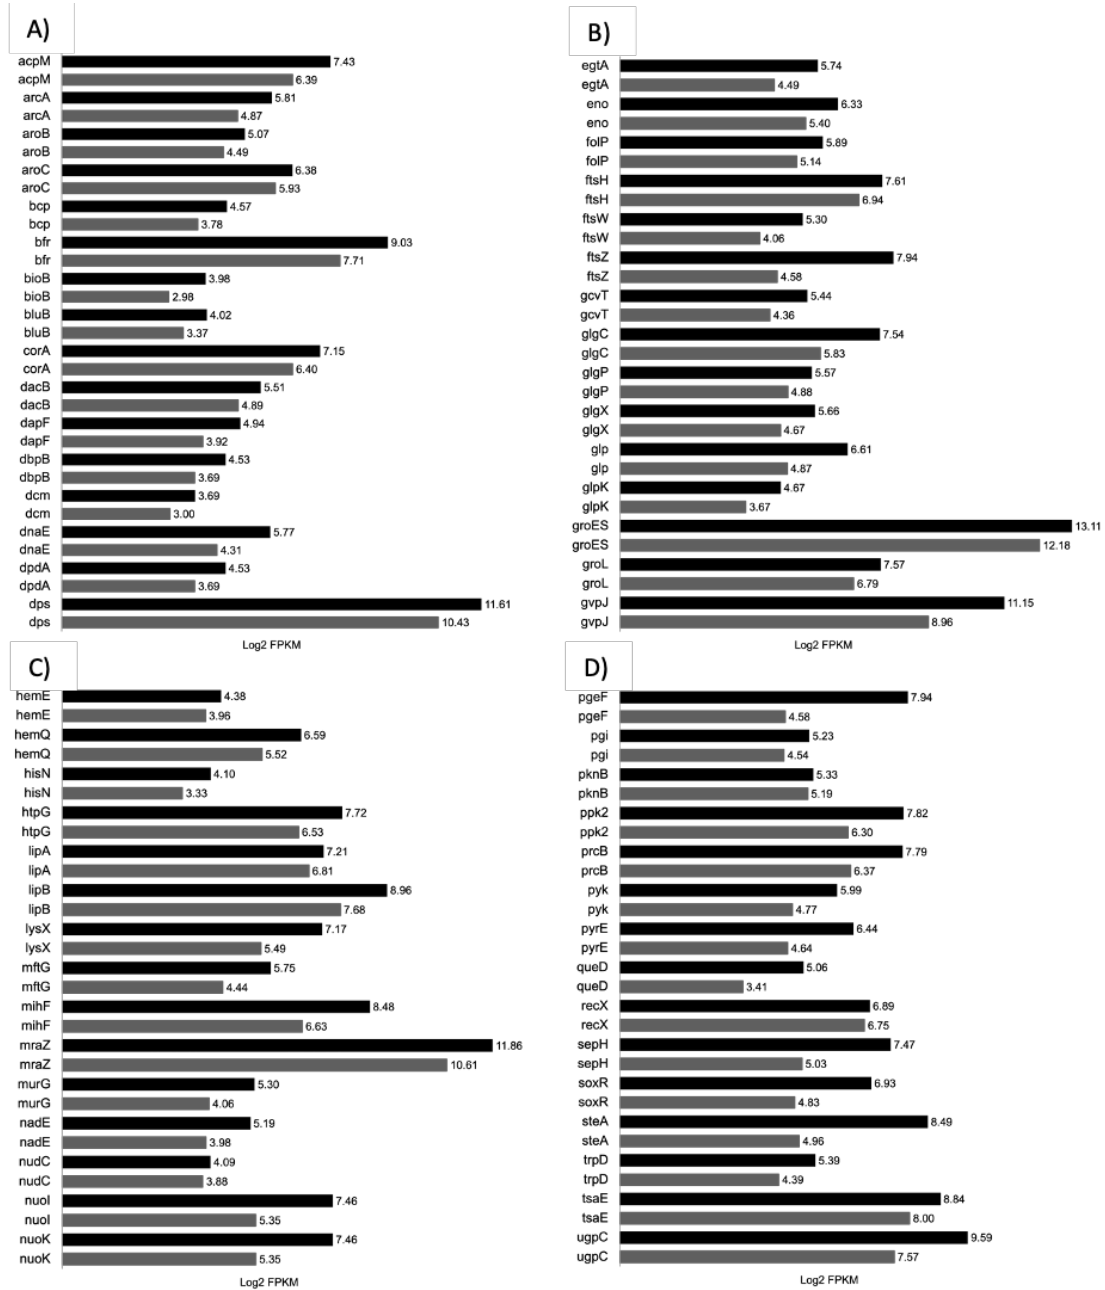 A)
acpM 7.43
acpM 6.39
arcA 5.81
arcA 4.87
aroB 5.07
aroB 4.49
aroC 6.38
aroC 5.93
bcp 4.57
bcp 3.78
bfr 9.03
bfr 7.71
bioB 3.98
bioB 2.98
bluB 4.02
bluB 3.37
corA 7.15
corA 6.40
dacB 5.51
dacB 4.89
dapF 4.94
dapF 3.92
dbpB 4.53
dbpB 3.69
dcm 3.69
dcm 3.00
dnaE 5.77
dnaE 4.31
dpdA 4.53
dpdA 3.69
dps 11.61
dps 10.43
Log2 FPKM
B)
egtA 5.74
egtA 4.49
eno 6.33
eno 5.40
folP 5.89
folP 5.14
ftsH 7.61
ftsH 6.94
ftsW 5.30
ftsW 4.06
ftsZ 7.94
ftsZ 4.58
gcvT 5.44
gcvT 4.36
glgC 7.54
glgC 5.83
glgP 5.57
glgP 4.88
glgX 5.66
glgX 4.67
glp 6.61
glp 4.87
glpK 4.67
glpK 3.67
groES 13.11
groES 12.18
groL 7.57
groL 6.79
gvpJ 11.15
gvpJ 8.96
Log2 FPKM
C)
hemE 4.38
hemE 3.96
hemQ 6.59
hemQ 5.52
hisN 4.10
hisN 3.33
htpG 7.72
htpG 6.53
lipA 7.21
lipA 6.81
lipB 8.96
lipB 7.68
lysX 7.17
lysX 5.49
mftG 5.75
mftG 4.44
mihF 8.48
mihF 6.63
mraZ 11.86
mraZ 10.61
murG 5.30
murG 4.06
nadE 5.19
nadE 3.98
nudC 4.09
nudC 3.88
nuoI 7.46
nuoI 5.35
nuoK 7.46
nuoK 5.35
Log2 FPKM
D)
pgeF 7.94
pgeF 4.58
pgi 5.23
pgi 4.54
pknB 5.33
pknB 5.19
ppk2 7.82
ppk2 6.30
prcB 7.79
prcB 6.37
pyk 5.99
pyk 4.77
pyrE 6.44
pyrE 4.64
queD 5.06
queD 3.41
recX 6.89
recX 6.75
sepH 7.47
sepH 5.03
soxR 6.93
soxR 4.83
steA 8.49
steA 4.96
trpD 5.39
trpD 4.39
tsaE 8.84
tsaE 8.00
ugpC 9.59
ugpC 7.57
Log2 FPKM